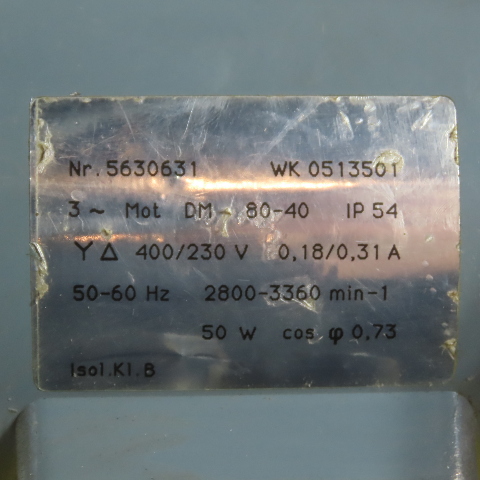 Nr. 5630631 WK 0513501
3 ~ Mot DM - 80-40 IP 54
Y Δ 400/230 V 0,18/0,31 A
50-60 Hz 2800-3360 min-1
50 W cos φ 0,73
Isol.Kl.B